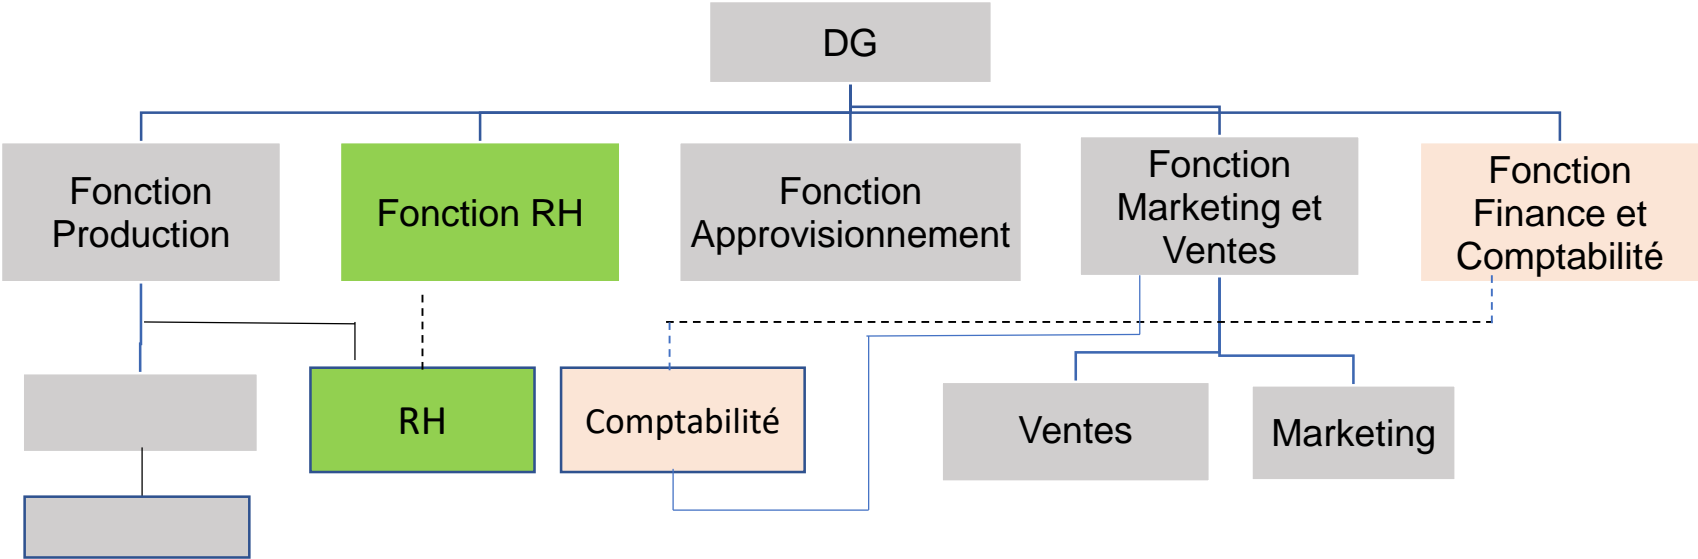 DG
Fonction
Production
Fonction RH
Fonction
Approvisionnement
Fonction
Marketing et
Ventes
Fonction
Finance et
Comptabilité
RH
Comptabilité
Ventes
Marketing